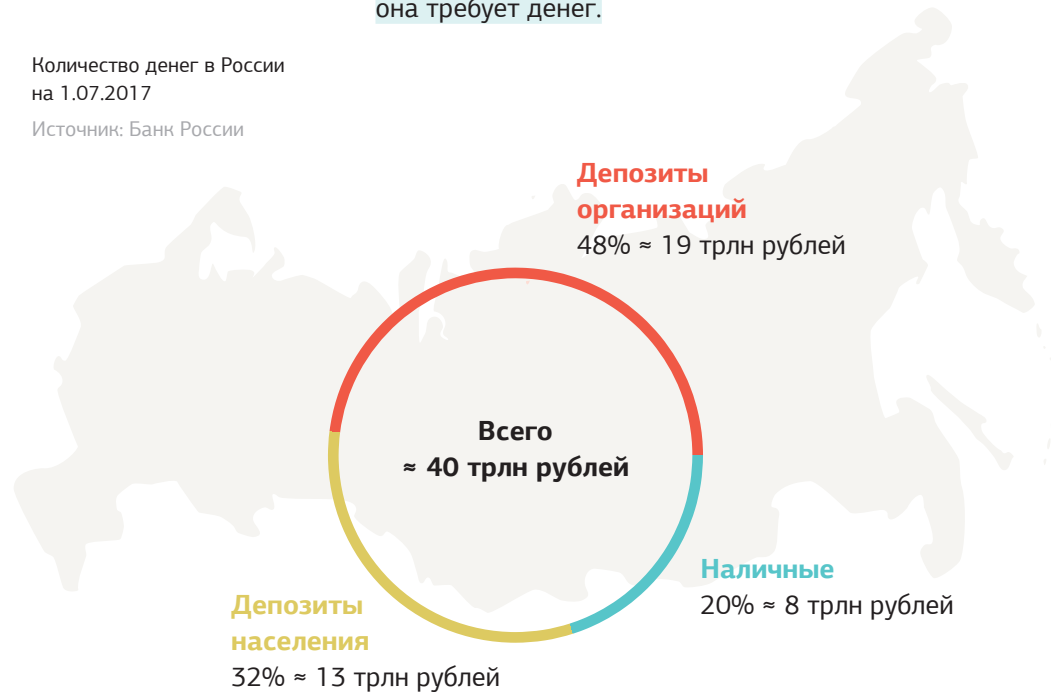 она требует денег.
Количество денег в России
на 1.07.2017
Источник: Банк России
Депозиты
организаций
48% ≈ 19 трлн рублей
Всего
≈ 40 трлн рублей
Наличные
20% ≈ 8 трлн рублей
Депозиты
населения
32% ≈ 13 трлн рублей